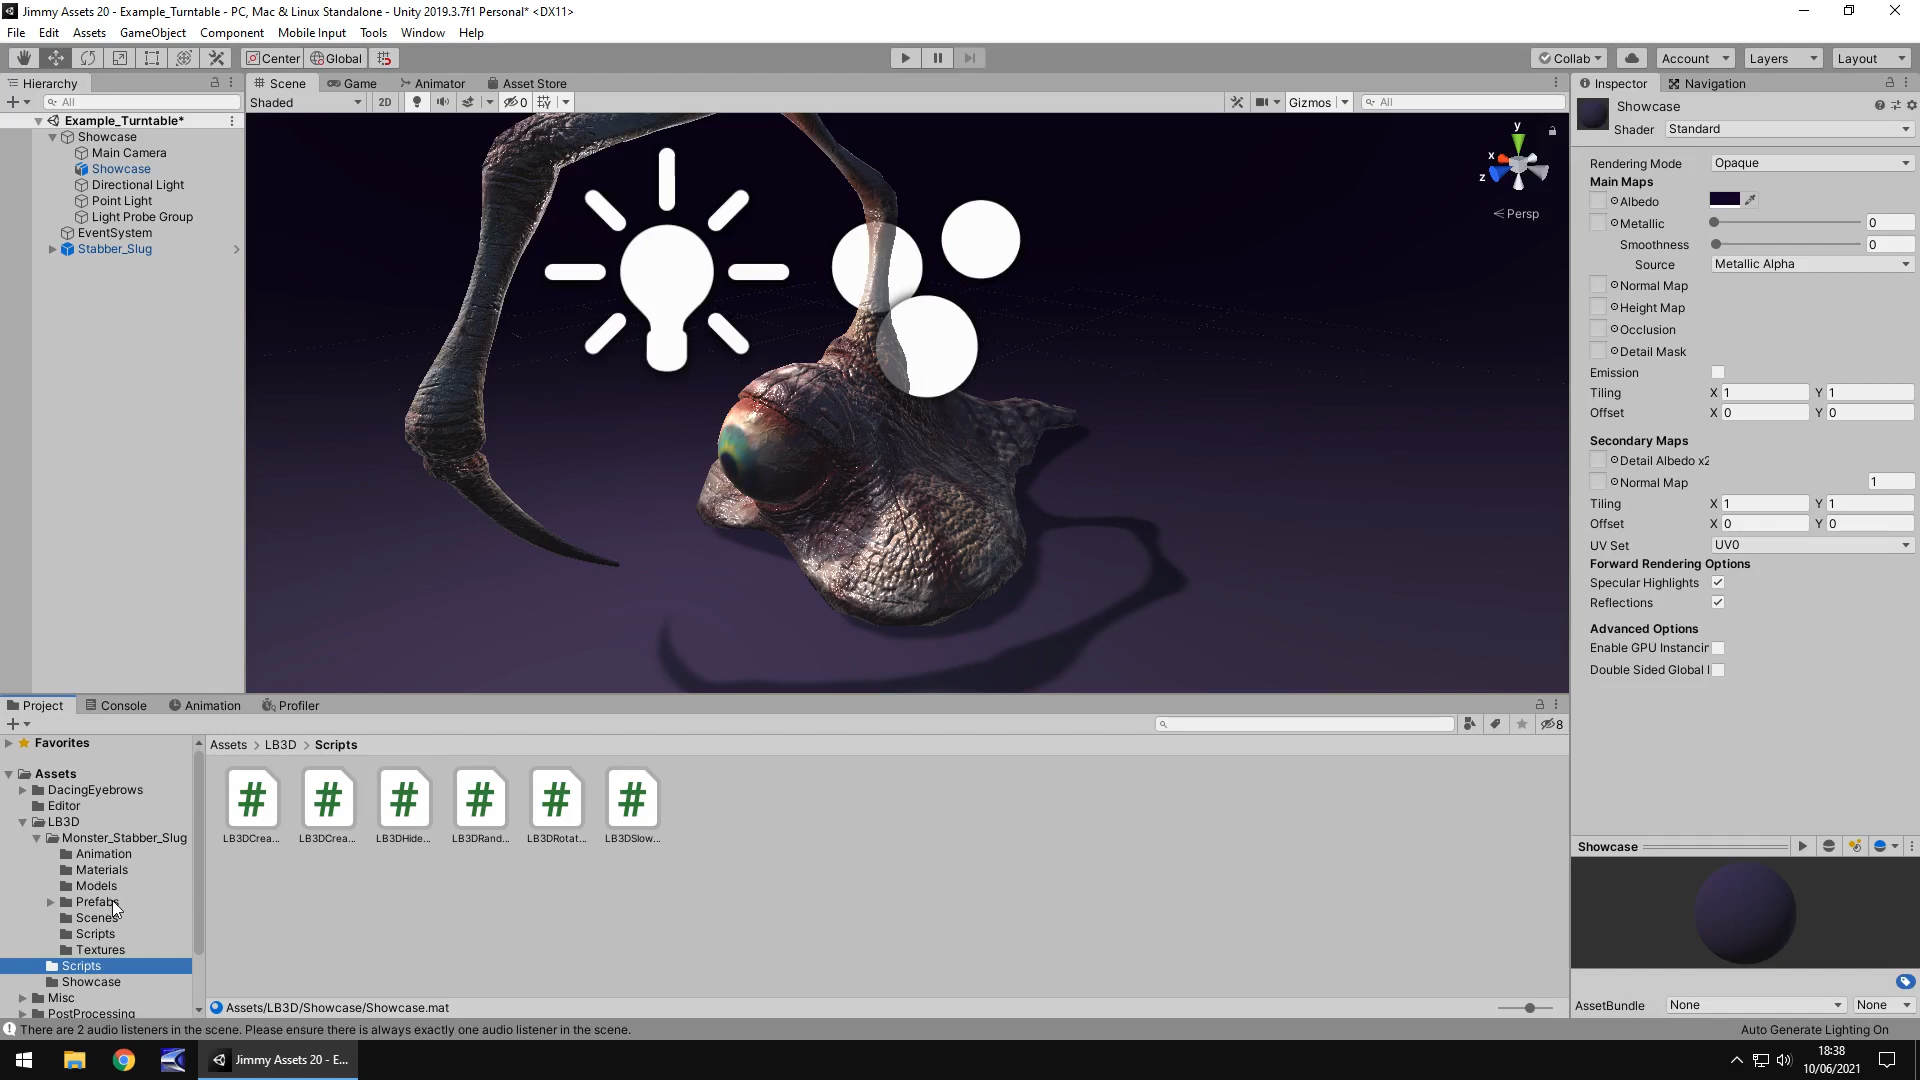 Jimmy Assets 20 - Example_Turntable - PC, Mac & Linux Standalone - Unity 2019.3.7f1 Personal* <DX11>
File Edit Assets GameObject Component Mobile Input Tools Window Help
Center Global Collab Account Layers Layout
Hierarchy
All
Example_Turntable*
Showcase
Main Camera
Showcase
Directional Light
Point Light
Light Probe Group
EventSystem
Stabber_Slug
Scene Game Animator Asset Store
Shaded 2D 0 Gizmos All
y
x
z
Persp
Inspector Navigation
Showcase
Shader Standard
Rendering Mode Opaque
Main Maps
Albedo
Metallic 0
Smoothness 0
Source Metallic Alpha
Normal Map
Height Map
Occlusion
Detail Mask
Emission
Tiling X 1 Y 1
Offset X 0 Y 0
Secondary Maps
Detail Albedo x2
Normal Map 1
Tiling X 1 Y 1
Offset X 0 Y 0
UV Set UV0
Forward Rendering Options
Specular Highlights
Reflections
Advanced Options
Enable GPU Instancin
Double Sided Global I
Showcase
AssetBundle None None
Project Console Animation Profiler
8
Favorites
Assets
DacingEyebrows
Editor
LB3D
Monster_Stabber_Slug
Animation
Materials
Models
Prefabs
Scenes
Scripts
Textures
Scripts
Showcase
Misc
PostProcessing
Assets > LB3D > Scripts
LB3DCrea... LB3DCrea... LB3DHide... LB3DRand... LB3DRotat... LB3DSlow...
Assets/LB3D/Showcase/Showcase.mat
There are 2 audio listeners in the scene. Please ensure there is always exactly one audio listener in the scene.
Auto Generate Lighting On
Jimmy Assets 20 - E...
18:38
10/06/2021